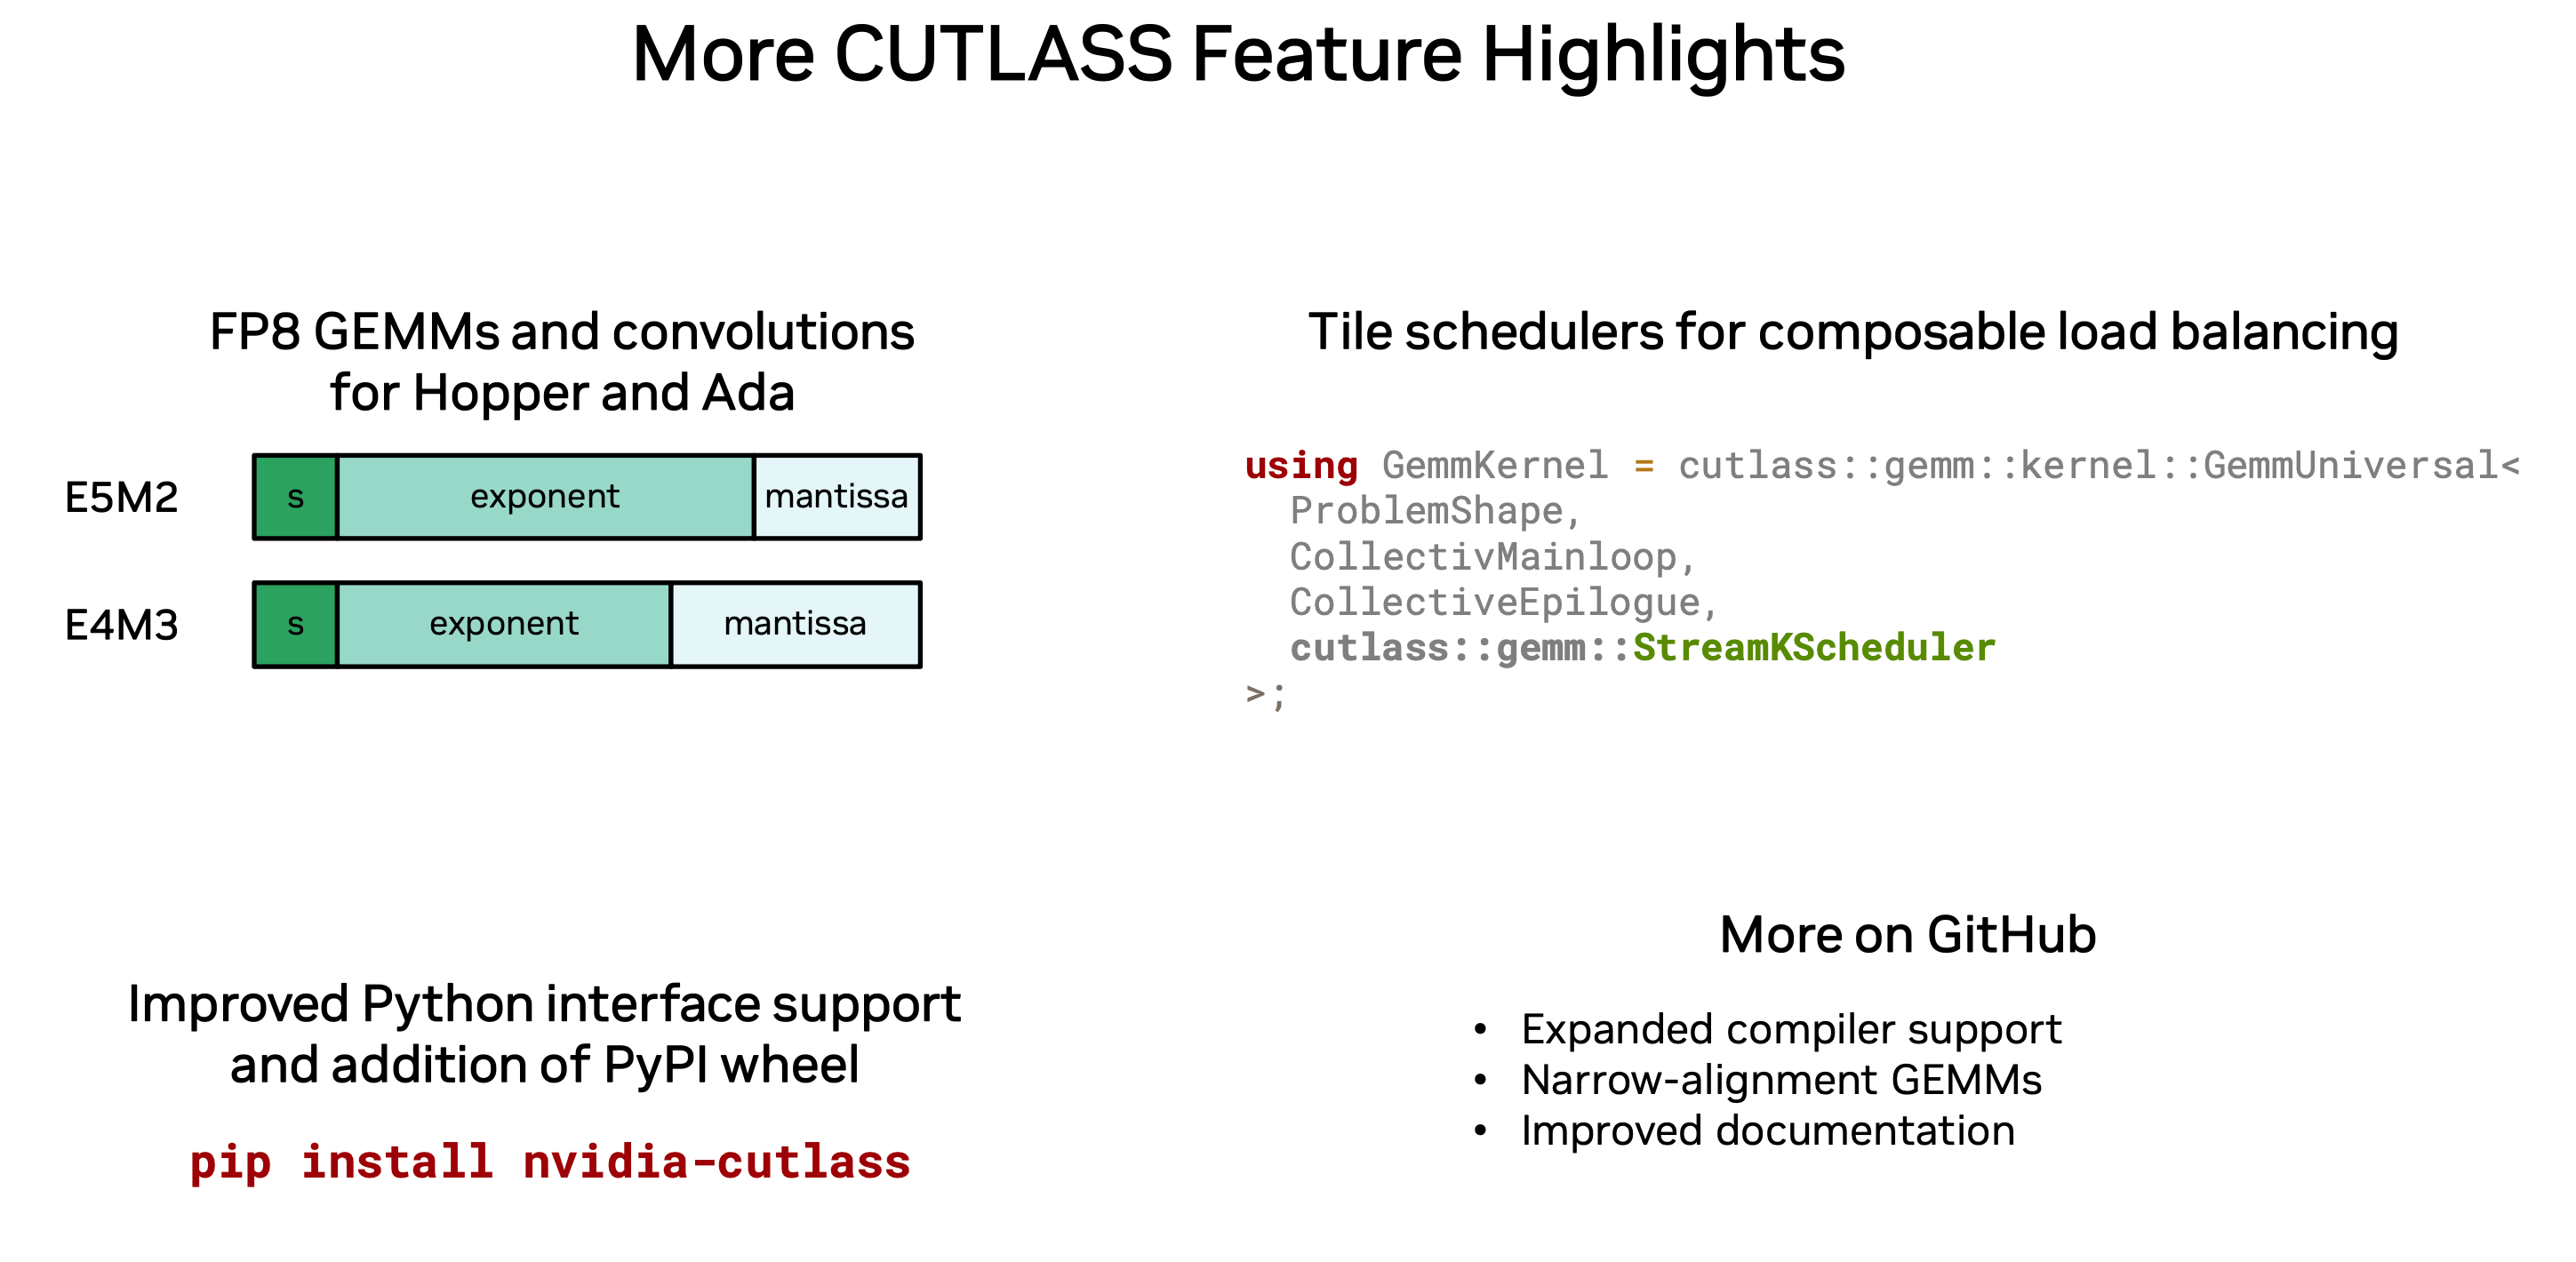 More CUTLASS Feature Highlights
FP8 GEMMs and convolutions
for Hopper and Ada
E5M2
s
exponent
mantissa
E4M3
s
exponent
mantissa
Tile schedulers for composable load balancing
using GemmKernel = cutlass::gemm::kernel::GemmUniversal<
ProblemShape,
CollectivMainloop,
CollectiveEpilogue,
cutlass::gemm::StreamKScheduler
>;
Improved Python interface support
and addition of PyPI wheel
pip install nvidia-cutlass
More on GitHub
• Expanded compiler support
• Narrow-alignment GEMMs
• Improved documentation